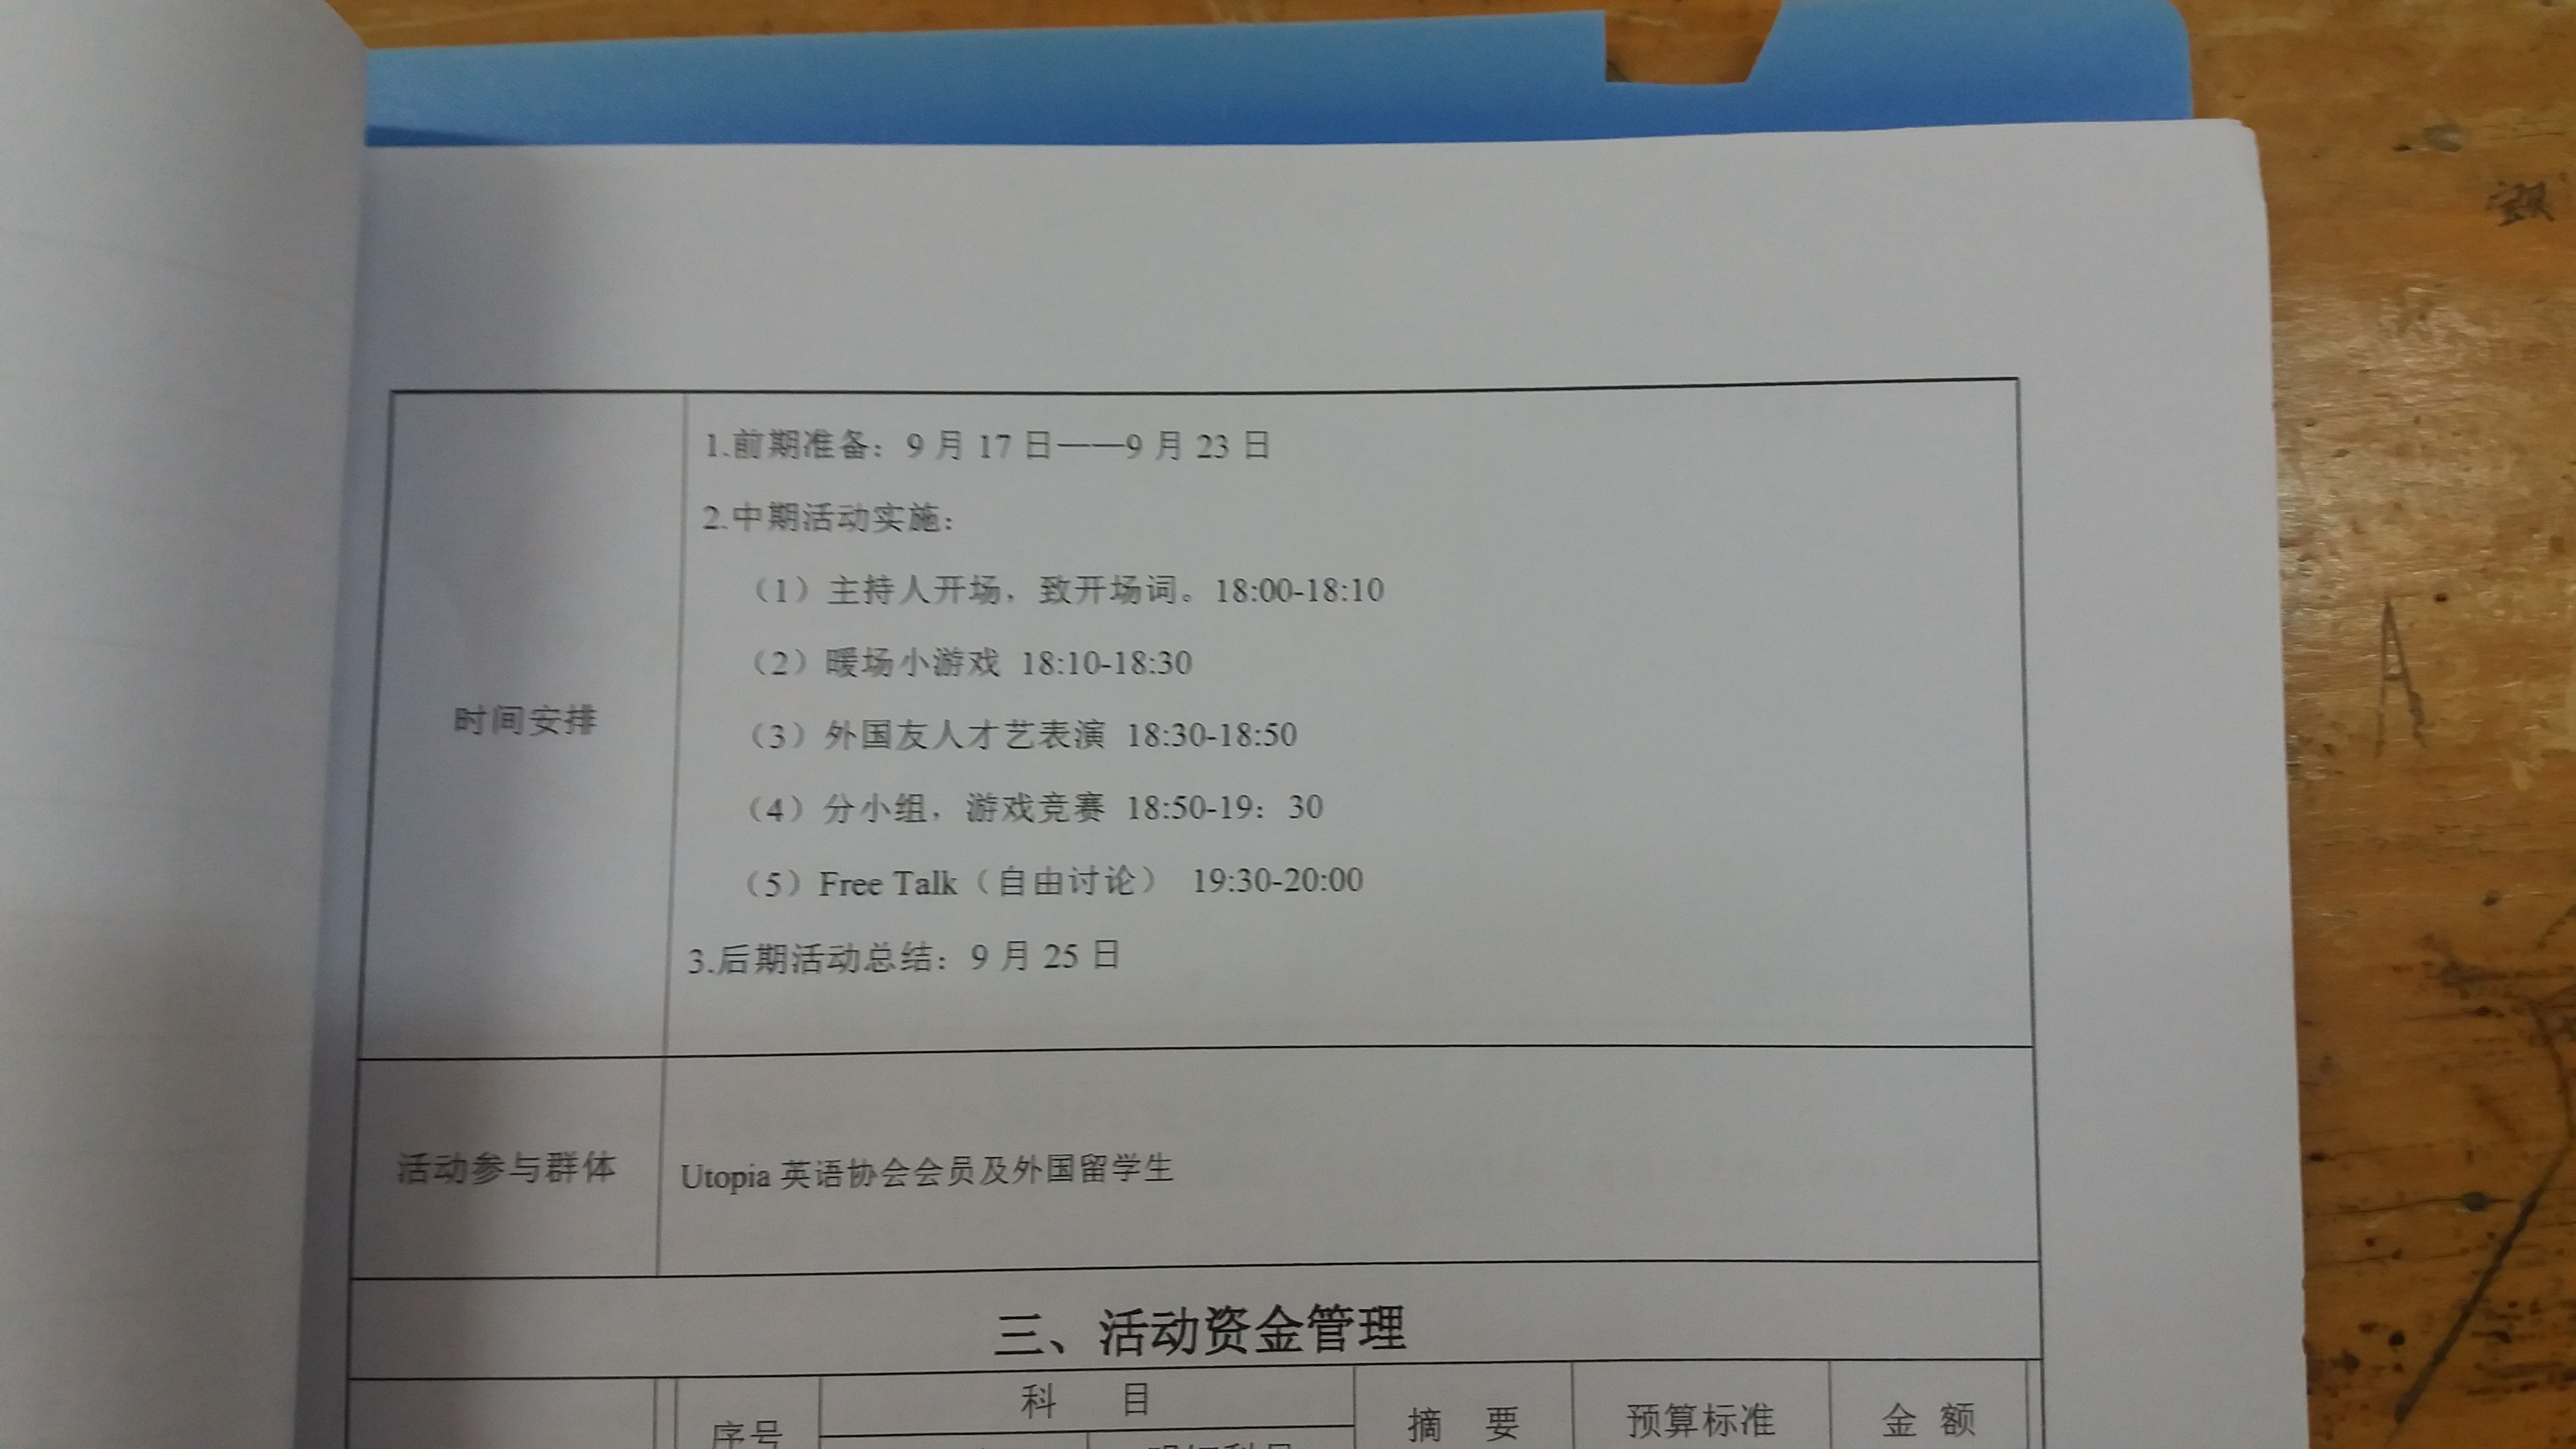 时间安排
1.前期准备：9 月 17 日——9 月 23 日
2.中期活动实施：
（1）主持人开场，致开场词。18:00-18:10
（2）暖场小游戏 18:10-18:30
（3）外国友人才艺表演 18:30-18:50
（4）分小组，游戏竞赛 18:50-19：30
（5）Free Talk（自由讨论） 19:30-20:00
3.后期活动总结：9 月 25 日
活动参与群体
Utopia 英语协会会员及外国留学生
三、活动资金管理
序号
科 目
摘 要
预算标准
金 额
A